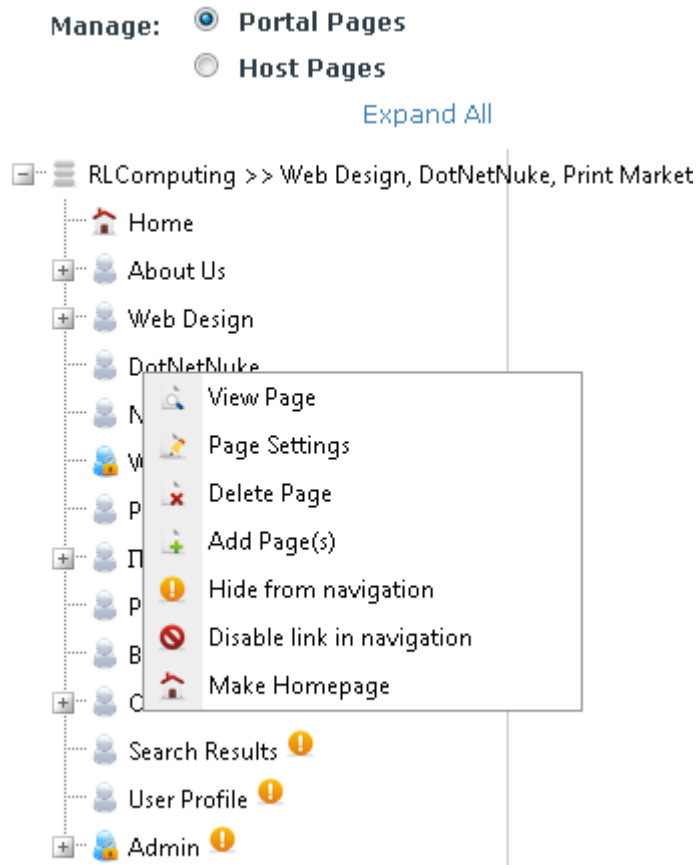 Manage: Portal Pages
Host Pages
Expand All
RLComputing >> Web Design, DotNetNuke, Print Market
Home
About Us
Web Design
DotNetNuke
View Page
Page Settings
Delete Page
Add Page(s)
Hide from navigation
Disable link in navigation
Make Homepage
Search Results
User Profile
Admin